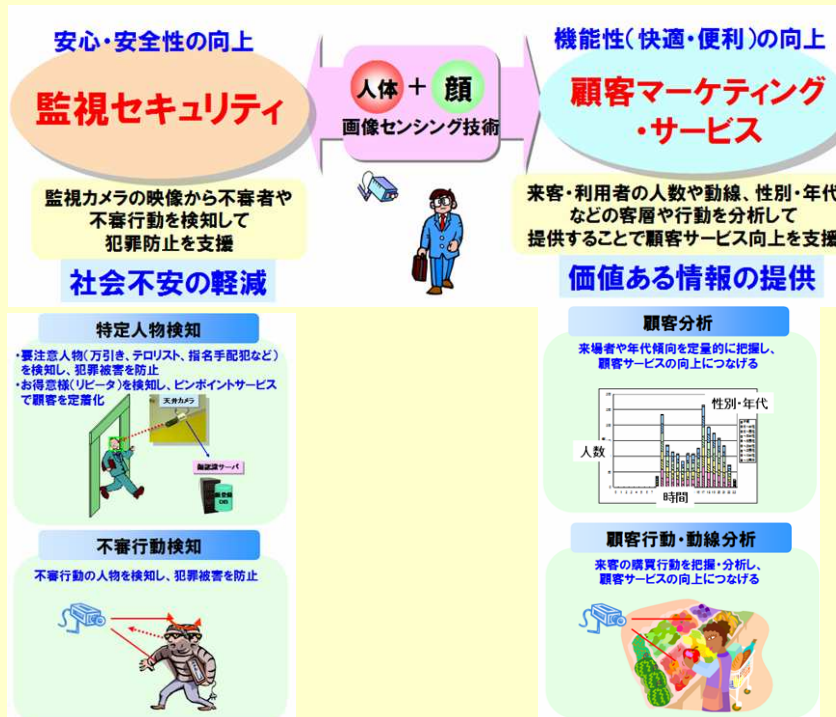 安心・安全性の向上
監視セキュリティ
人体 + 顔
画像センシング技術
機能性(快適・便利)の向上
顧客マーケティング
・サービス
監視カメラの映像から不審者や
不審行動を検知して
犯罪防止を支援
社会不安の軽減
来客・利用者の人数や動線、性別・年代
などの客層や行動を分析して
提供することで顧客サービス向上を支援
価値ある情報の提供
特定人物検知
・要注意人物(万引き、テロリスト、指名手配犯など)
を検知し、犯罪被害を防止
・お得意様(リピータ)を検知し、ピンポイントサービス
で顧客を定着化
天井カメラ
顔認識サーバ
DB
不審行動検知
不審行動の人物を検知し、犯罪被害を防止
顧客分析
来場者や年代傾向を定量的に把握し、
顧客サービスの向上につなげる
性別・年代
人数
時間
顧客行動・動線分析
来客の購買行動を把握・分析し、
顧客サービスの向上につなげる